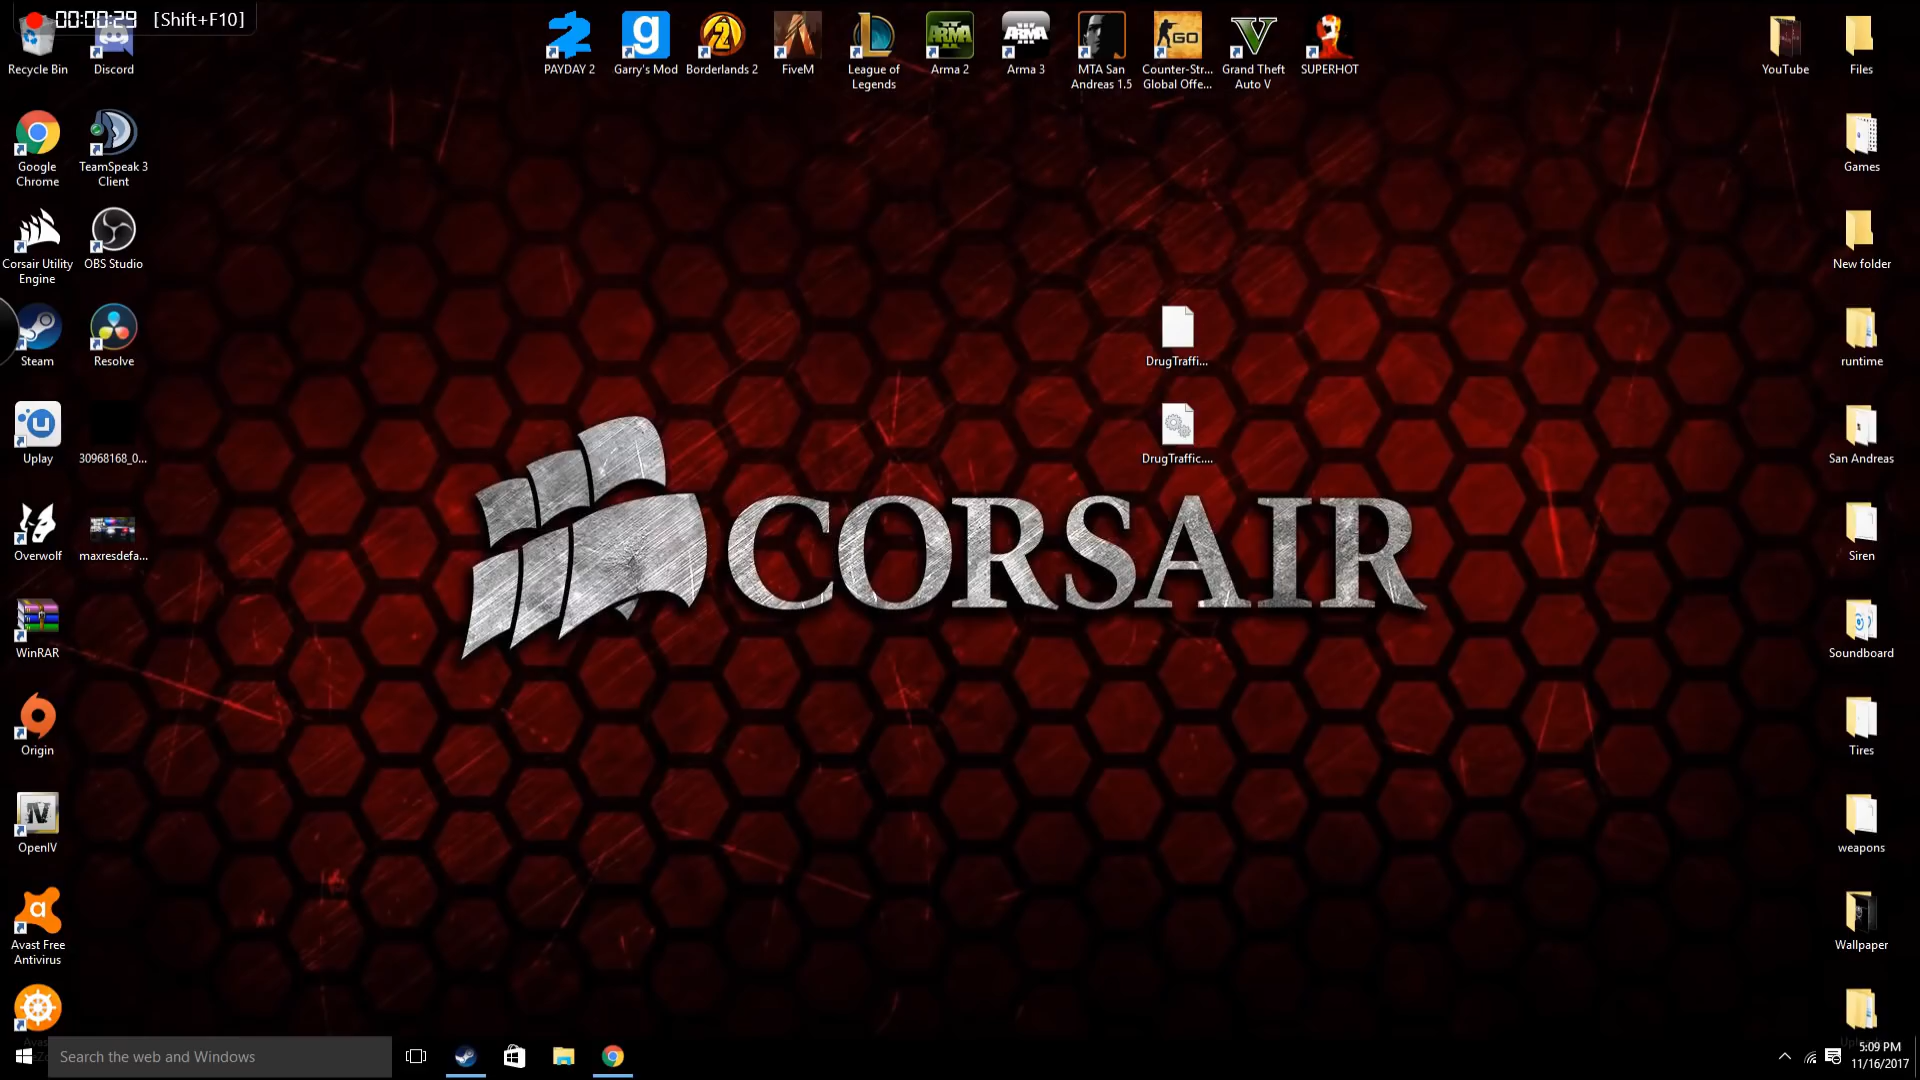 00:00:29 [Shift+F10]
Recycle Bin
Discord
PAYDAY 2
Garry's Mod
Borderlands 2
FiveM
League of
Legends
Arma 2
Arma 3
MTA San
Andreas 1.5
Counter-Str...
Global Offe...
Grand Theft
Auto V
SUPERHOT
YouTube
Files
Google
Chrome
TeamSpeak 3
Client
Games
Corsair Utility
Engine
OBS Studio
New folder
Steam
Resolve
DrugTraffi...
runtime
Uplay
30968168_0...
DrugTraffic....
San Andreas
CORSAIR
Overwolf
maxresdefa...
Siren
WinRAR
Soundboard
Origin
Tires
OpenIV
weapons
Avast Free
Antivirus
Wallpaper
Search the web and Windows
5:09 PM
11/16/2017